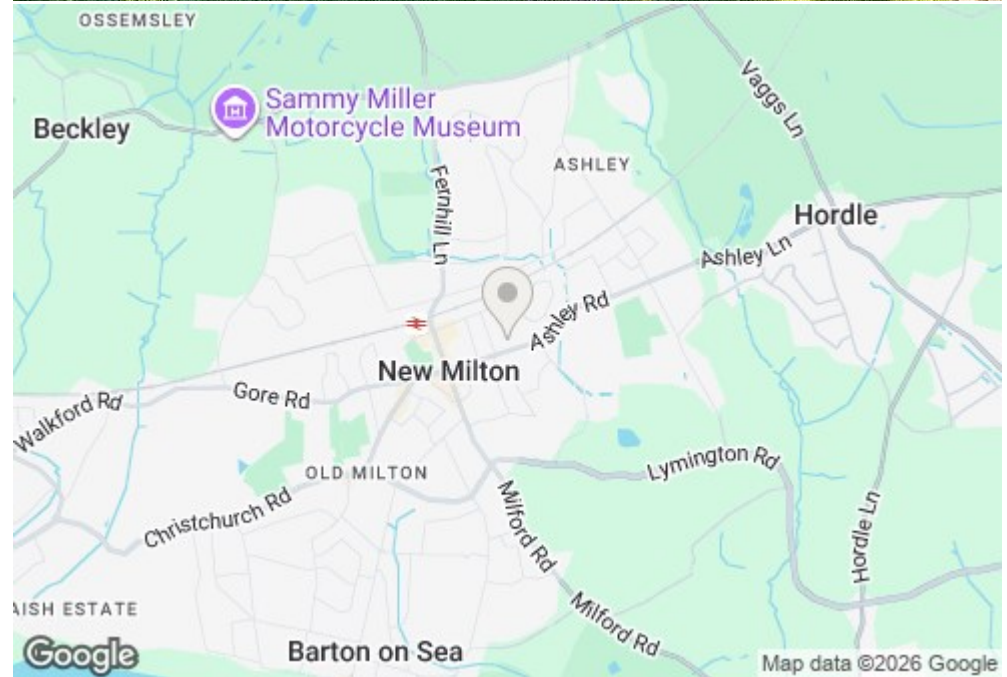 OSSEMSLEY
Beckley
Sammy Miller
Motorcycle Museum
Vaggs Ln
ASHLEY
Fernhill Ln
Hordle
Ashley Ln
Ashley Rd
New Milton
Gore Rd
Walkford Rd
OLD MILTON
Lymington Rd
Christchurch Rd
Milford Rd
Hordle Ln
AISH ESTATE
Milford Rd
Barton on Sea
Google
Map data ©2026 Google